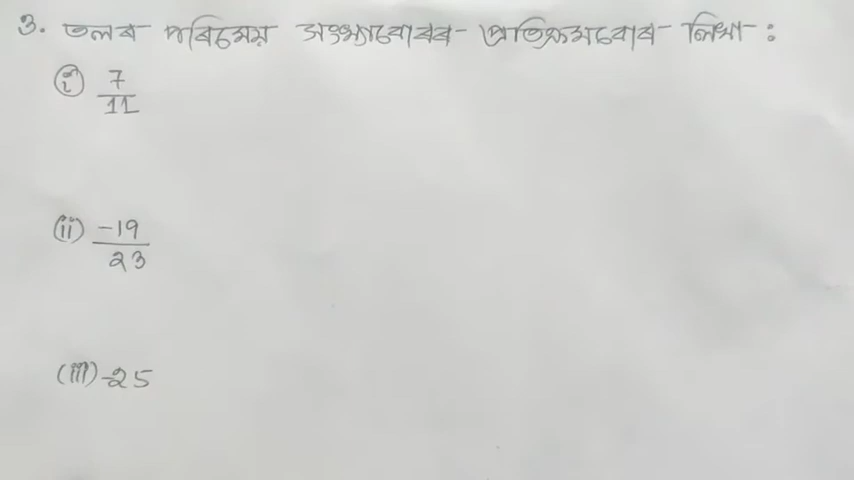 3. তলৰ পৰিমেয় সংখ্যাবোৰৰ প্ৰতিক্ৰমবোৰ লিখা :
(i) 7/11
(ii) -19/23
(iii) -25